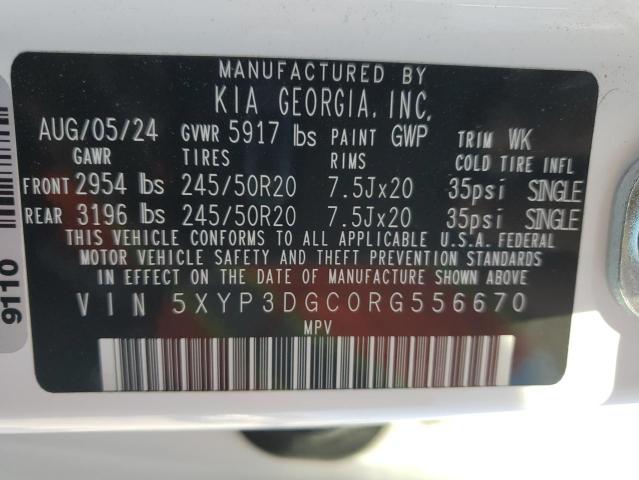 MANUFACTURED BY
KIA GEORGIA, INC.
AUG/05/24 GVWR 5917 lbs PAINT GWP TRIM WK
GAWR TIRES RIMS COLD TIRE INFL
FRONT 2954 lbs 245/50R20 7.5Jx20 35psi SINGLE
REAR 3196 lbs 245/50R20 7.5Jx20 35psi SINGLE
THIS VEHICLE CONFORMS TO ALL APPLICABLE U.S.A. FEDERAL
MOTOR VEHICLE SAFETY AND THEFT PREVENTION STANDARDS
IN EFFECT ON THE DATE OF MANUFACTURE SHOWN ABOVE.
VIN 5XYP3DGC0RG556670
MPV
9110